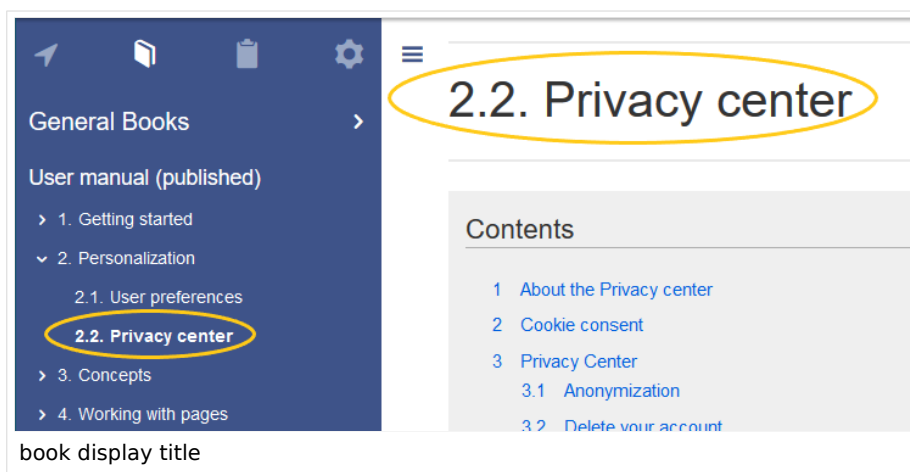 General Books
User manual (published)
1. Getting started
2. Personalization
2.1. User preferences
2.2. Privacy center
3. Concepts
4. Working with pages
2.2. Privacy center
Contents
1 About the Privacy center
2 Cookie consent
3 Privacy Center
3.1 Anonymization
3.2 Delete your account
book display title